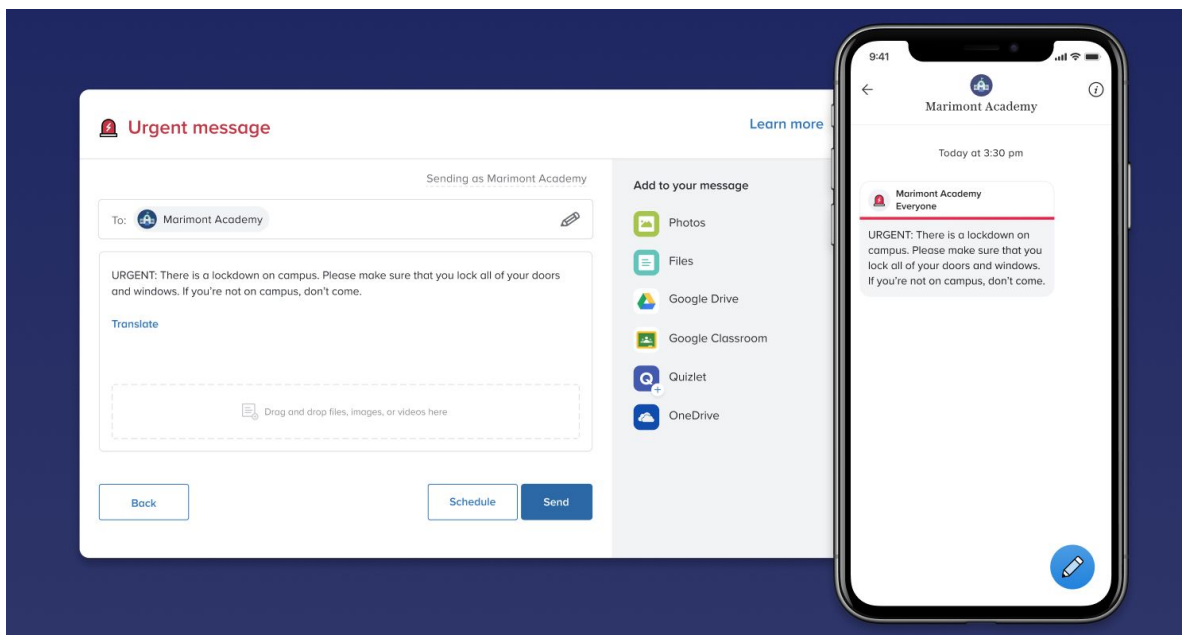 Urgent message
Learn more
Sending as Marimont Academy
To: Marimont Academy
URGENT: There is a lockdown on campus. Please make sure that you lock all of your doors
and windows. If you're not on campus, don't come.
Translate
Drag and drop files, images, or videos here
Back
Schedule
Send
Add to your message
Photos
Files
Google Drive
Google Classroom
Quizlet
OneDrive
9:41
Marimont Academy
Today at 3:30 pm
Marimont Academy
Everyone
URGENT: There is a lockdown on
campus. Please make sure that you
lock all of your doors and windows.
If you're not on campus, don't come.